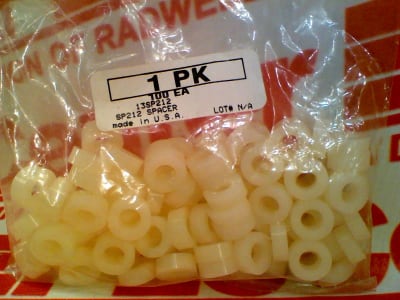 ON OF RADWE
1 PK
100 EA
13SP212
SP212 SPACER LOT# N/A
made in U.S.A.